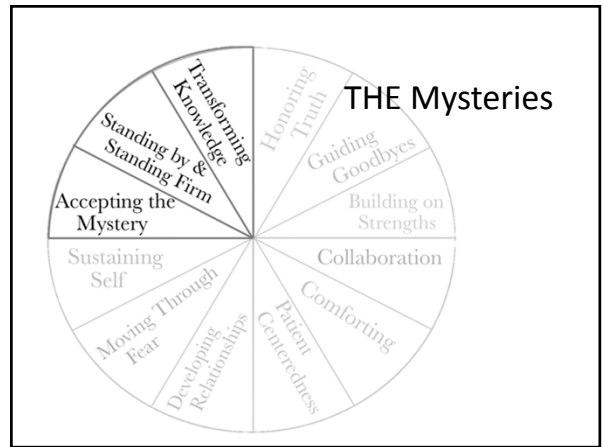 THE Mysteries
Transforming
Knowledge
Standing by &
Standing Firm
Accepting the
Mystery
Honoring
Truth
Guiding
Goodbyes
Building on
Strengths
Collaboration
Comforting
Patient
Centeredness
Developing
Relationships
Moving Through
Fear
Sustaining
Self